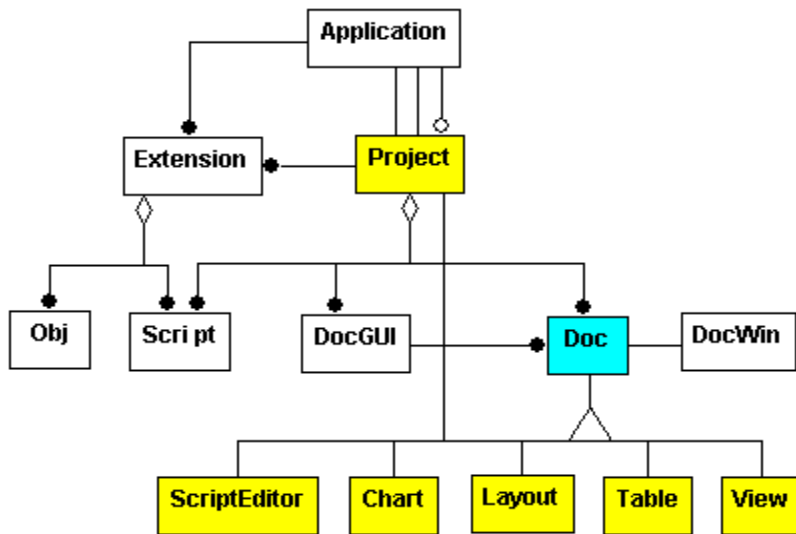 Application
Extension
Project
Obj
Scri pt
DocGUI
Doc
DocWin
ScriptEditor
Chart
Layout
Table
View